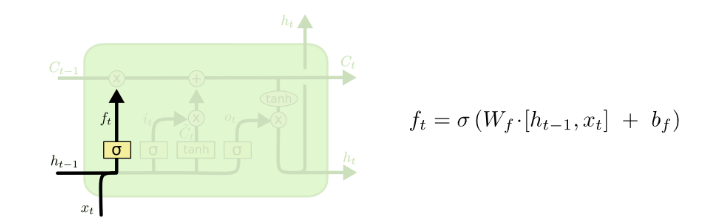 h_t
C_{t-1}
C_t
×
+
tanh
f_t
i_t
o_t
×
×
C̃_t
σ
σ
tanh
σ
h_{t-1}
h_t
x_t
f_t = σ (W_f·[h_{t-1}, x_t] + b_f)